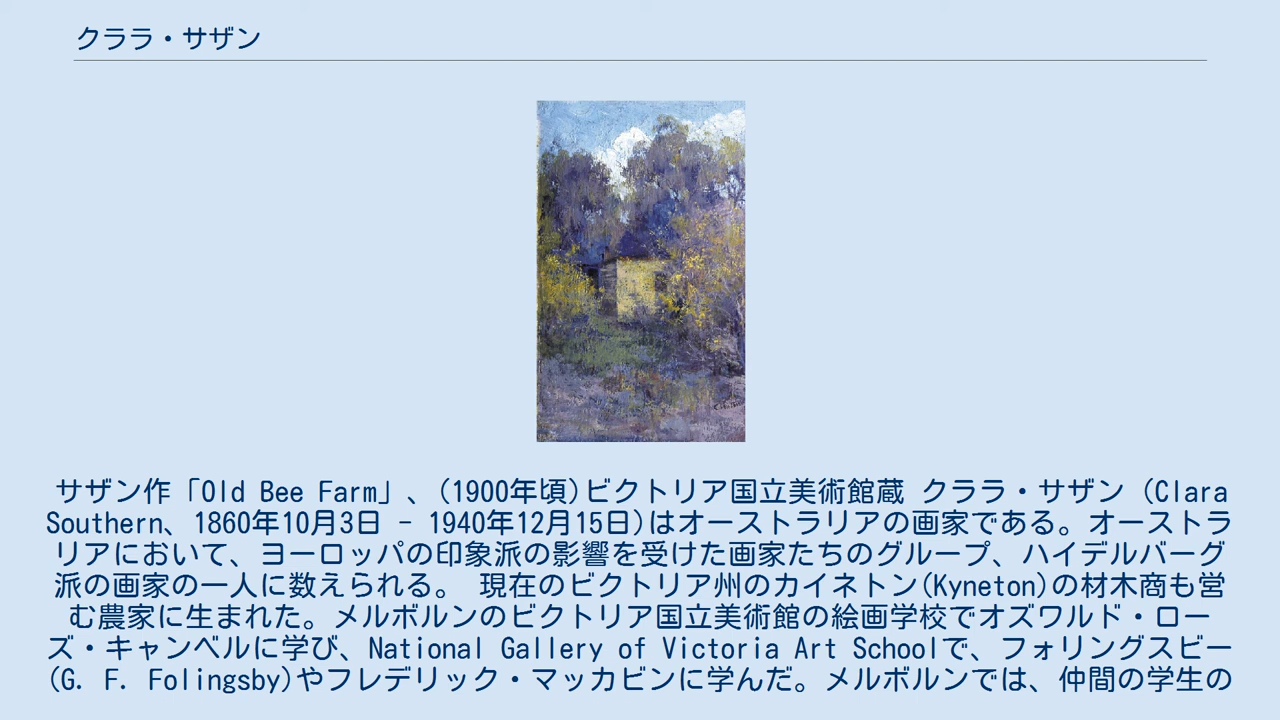 クララ・サザン
サザン作「Old Bee Farm」、(1900年頃)ビクトリア国立美術館蔵 クララ・サザン (Clara
Southern、1860年10月3日 - 1940年12月15日)はオーストラリアの画家である。オーストラ
リアにおいて、ヨーロッパの印象派の影響を受けた画家たちのグループ、ハイデルバーグ
派の画家の一人に数えられる。 現在のビクトリア州のカイネトン(Kyneton)の材木商も営
む農家に生まれた。メルボルンのビクトリア国立美術館の絵画学校でオズワルド・ロー
ズ・キャンベルに学び、National Gallery of Victoria Art Schoolで、フォリングスビー
(G. F. Folingsby)やフレデリック・マッカビンに学んだ。メルボルンでは、仲間の学生の